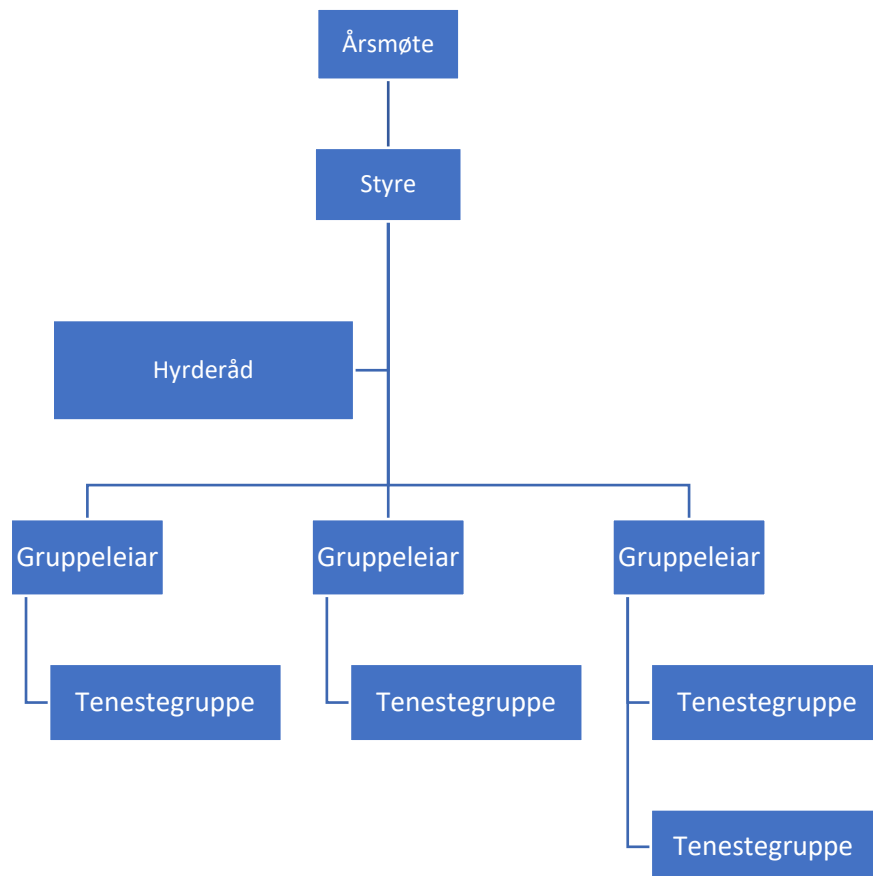 Årsmøte
Styre
Hyrderåd
Gruppeleiar
Gruppeleiar
Gruppeleiar
Tenestegruppe
Tenestegruppe
Tenestegruppe
Tenestegruppe